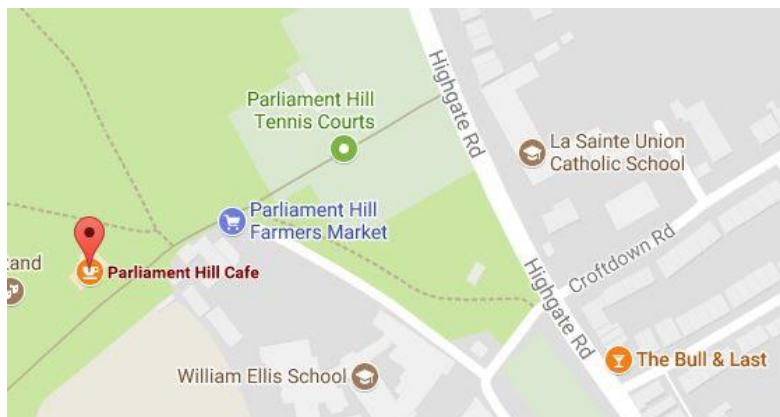 Highgate Rd
Parliament Hill
Tennis Courts
La Sainte Union
Catholic School
Parliament Hill
Farmers Market
tand
Parliament Hill Cafe
Croftdown Rd
Highgate Rd
William Ellis School
The Bull & Last